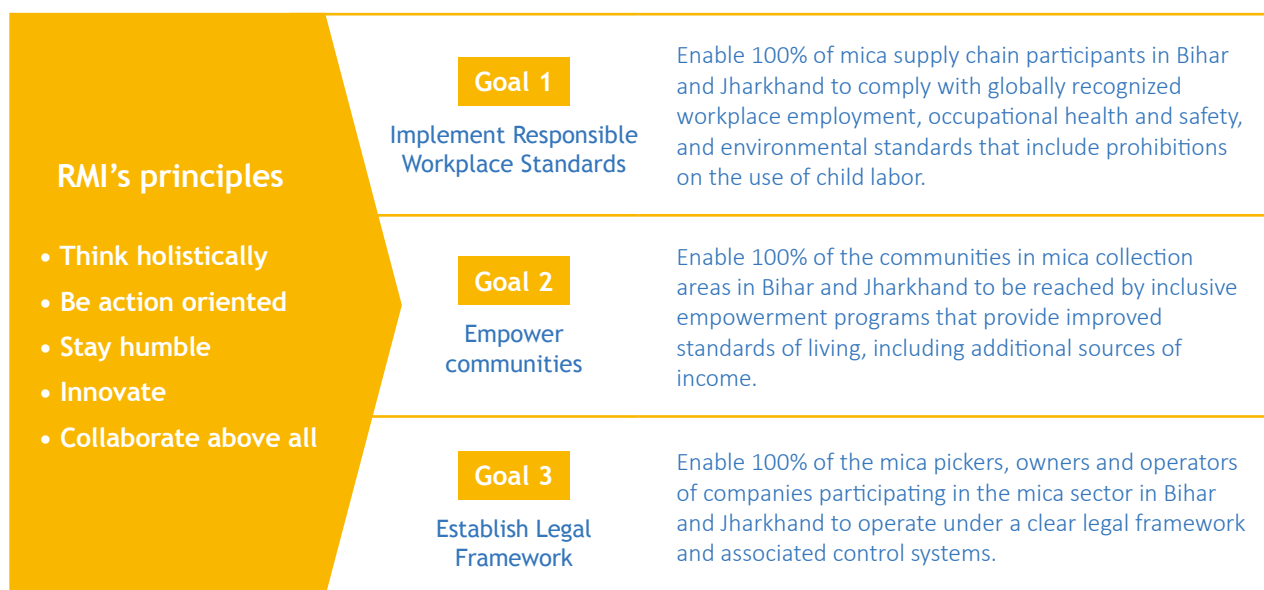 RMI’s principles
• Think holistically
• Be action oriented
• Stay humble
• Innovate
• Collaborate above all
Goal 1
Implement Responsible
Workplace Standards
Enable 100% of mica supply chain participants in Bihar
and Jharkhand to comply with globally recognized
workplace employment, occupational health and safety,
and environmental standards that include prohibitions
on the use of child labor.
Goal 2
Empower
communities
Enable 100% of the communities in mica collection
areas in Bihar and Jharkhand to be reached by inclusive
empowerment programs that provide improved
standards of living, including additional sources of
income.
Goal 3
Establish Legal
Framework
Enable 100% of the mica pickers, owners and operators
of companies participating in the mica sector in Bihar
and Jharkhand to operate under a clear legal framework
and associated control systems.